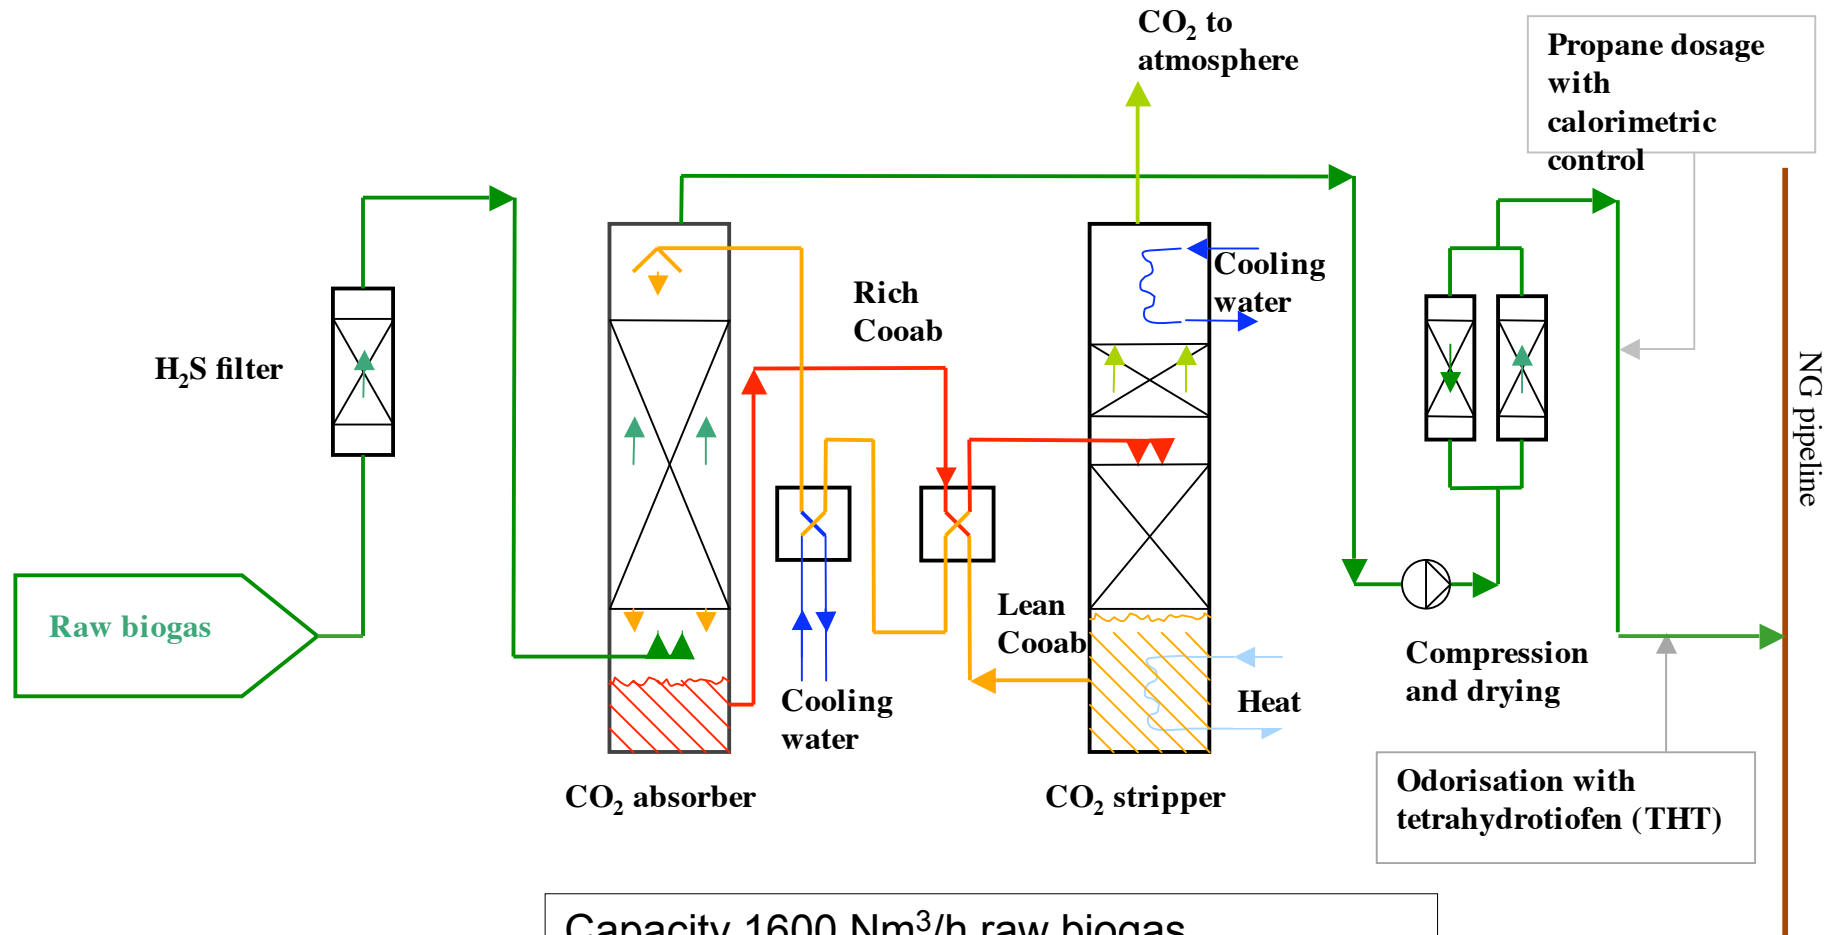 CO2 to
atmosphere
Propane dosage
with
calorimetric
control
Rich
Cooab
Cooling
water
H2S filter
NG pipeline
Raw biogas
Lean
Cooab
Cooling
water
Heat
Compression
and drying
CO2 absorber
CO2 stripper
Odorisation with
tetrahydrotiofen (THT)
Capacity 1600 Nm3/h raw biogas